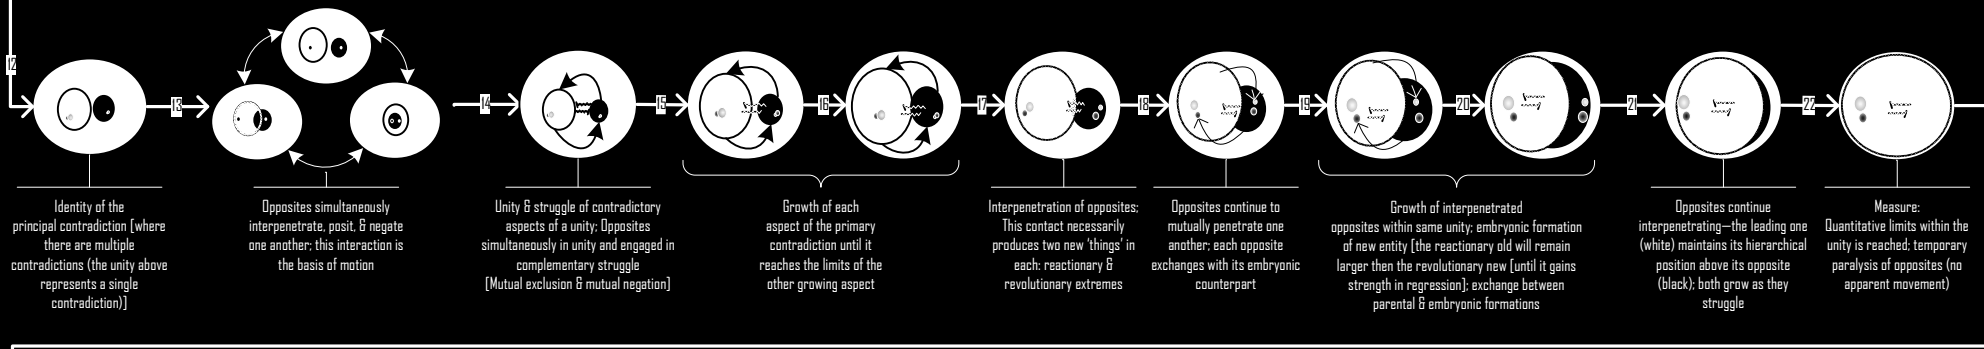 12
13
14
15
16
17
18
19
20
21
22
Identity of the
principal contradiction [where
there are multiple
contradictions (the unity above
represents a single
contradiction)]
Opposites simultaneously
interpenetrate, posit, & negate
one another; this interaction is
the basis of motion
Unity & struggle of contradictory
aspects of a unity; Opposites
simultaneously in unity and engaged in
complementary struggle
[Mutual exclusion & mutual negation]
Growth of each
aspect of the primary
contradiction until it
reaches the limits of the
other growing aspect
Interpenetration of opposites;
This contact necessarily
produces two new 'things' in
each: reactionary &
revolutionary extremes
Opposites continue to
mutually penetrate one
another; each opposite
exchanges with its embryonic
counterpart
Growth of interpenetrated
opposites within same unity; embryonic formation
of new entity [the reactionary old will remain
larger then the revolutionary new [until it gains
strength in regression]; exchange between
parental & embryonic formations
Opposites continue
interpenetrating—the leading one
(white) maintains its hierarchical
position above its opposite
(black); both grow as they
struggle
Measure:
Quantitative limits within the
unity is reached; temporary
paralysis of opposites (no
apparent movement)